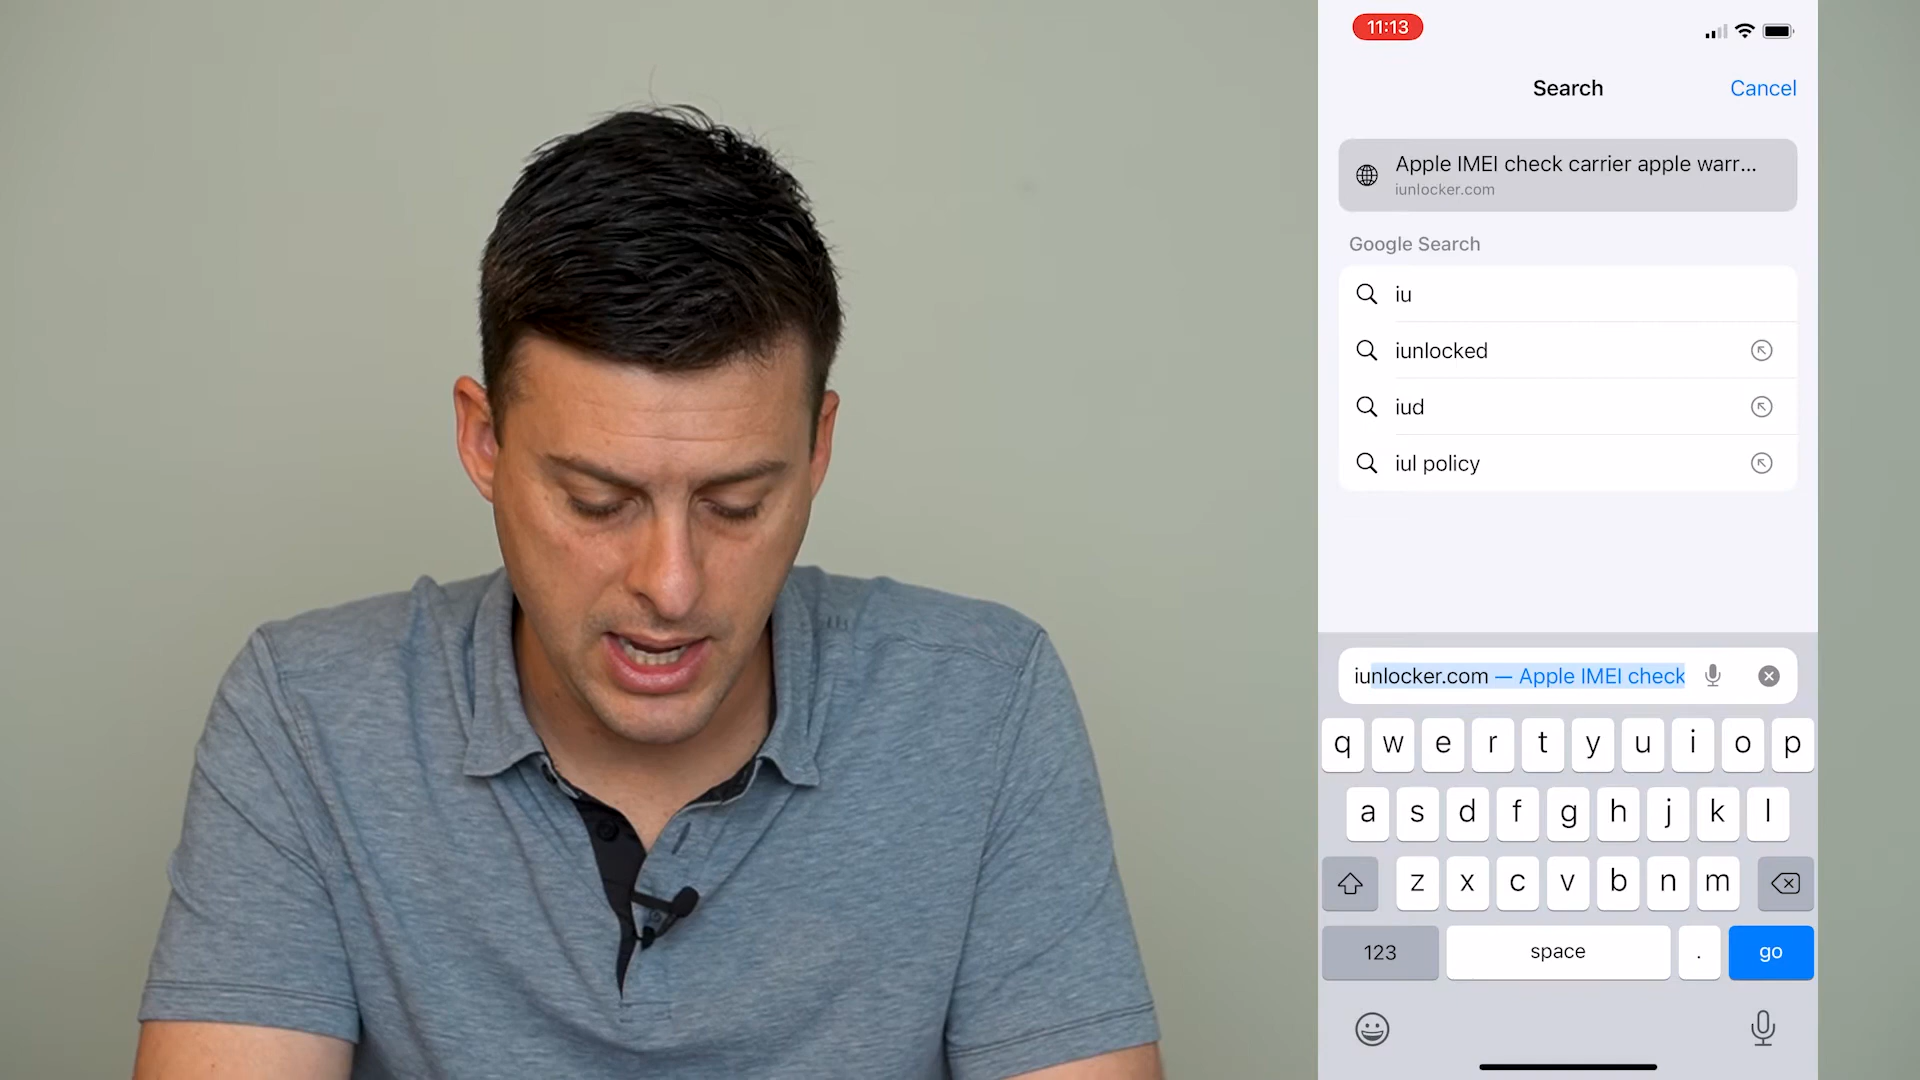 11:13
Search
Cancel
Apple IMEI check carrier apple warr...
iunlocker.com
Google Search
iu
iunlocked
iud
iul policy
iunlocker.com — Apple IMEI check
q w e r t y u i o p
a s d f g h j k l
z x c v b n m
123
space
.
go